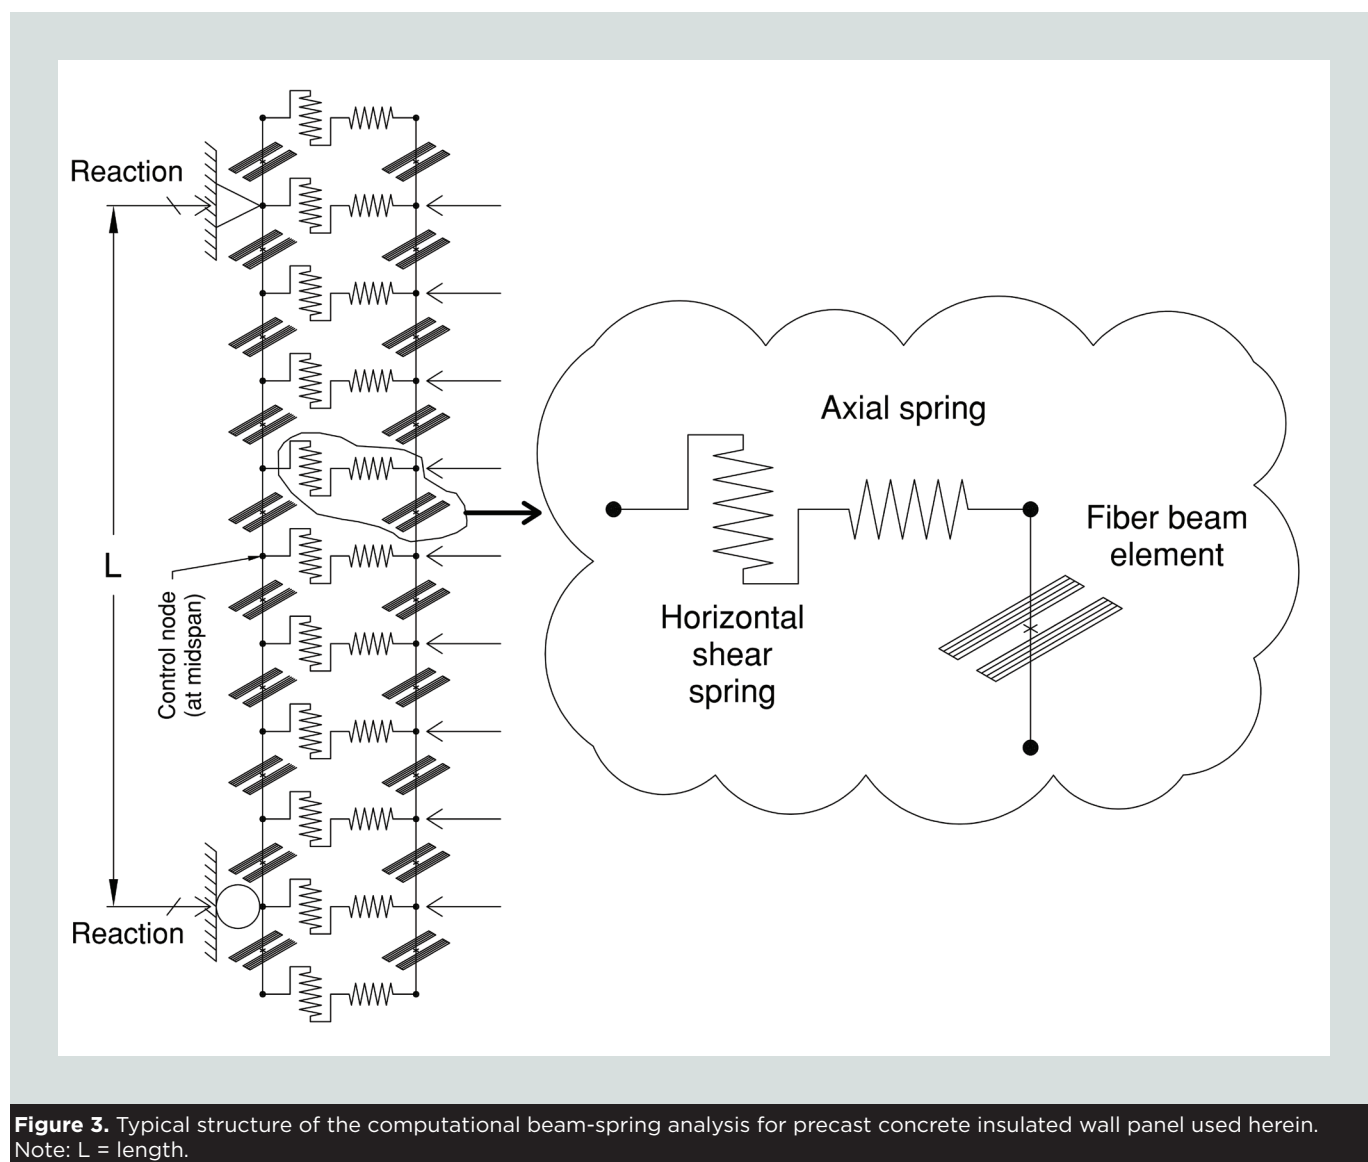 Reaction
L
Control node
(at midspan)
Reaction
Axial spring
Fiber beam
element
Horizontal
shear
spring
Figure 3. Typical structure of the computational beam-spring analysis for precast concrete insulated wall panel used herein.
Note: L = length.